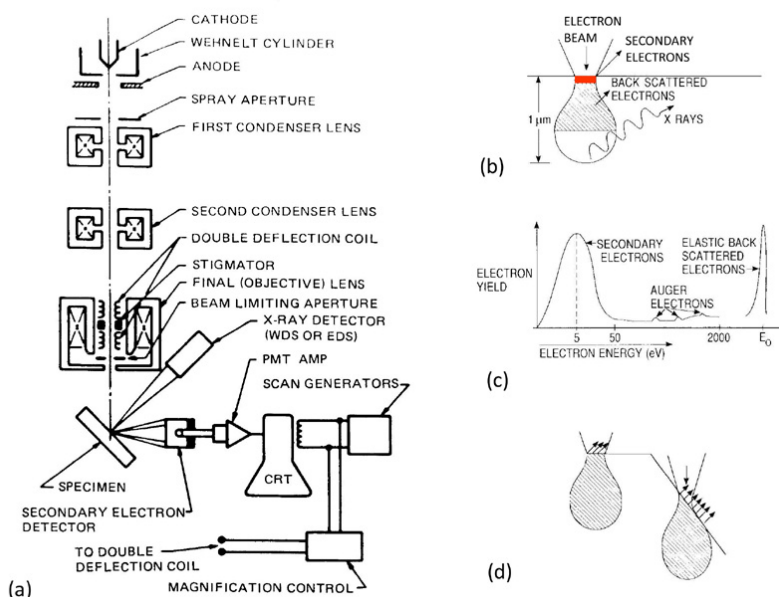 CATHODE
WEHNELT CYLINDER
ANODE
SPRAY APERTURE
FIRST CONDENSER LENS
SECOND CONDENSER LENS
DOUBLE DEFLECTION COIL
STIGMATOR
FINAL (OBJECTIVE) LENS
BEAM LIMITING APERTURE
X-RAY DETECTOR
(WDS OR EDS)
PMT AMP
SCAN GENERATORS
CRT
SPECIMEN
SECONDARY ELECTRON
DETECTOR
TO DOUBLE
DEFLECTION COIL
MAGNIFICATION CONTROL
(a)
ELECTRON
BEAM
SECONDARY
ELECTRONS
BACK SCATTERED
ELECTRONS
1 μm
X RAYS
(b)
ELECTRON
YIELD
SECONDARY
ELECTRONS
ELASTIC BACK
SCATTERED
ELECTRONS
AUGER
ELECTRONS
5
50
2000
E0
ELECTRON ENERGY (eV)
(c)
(d)